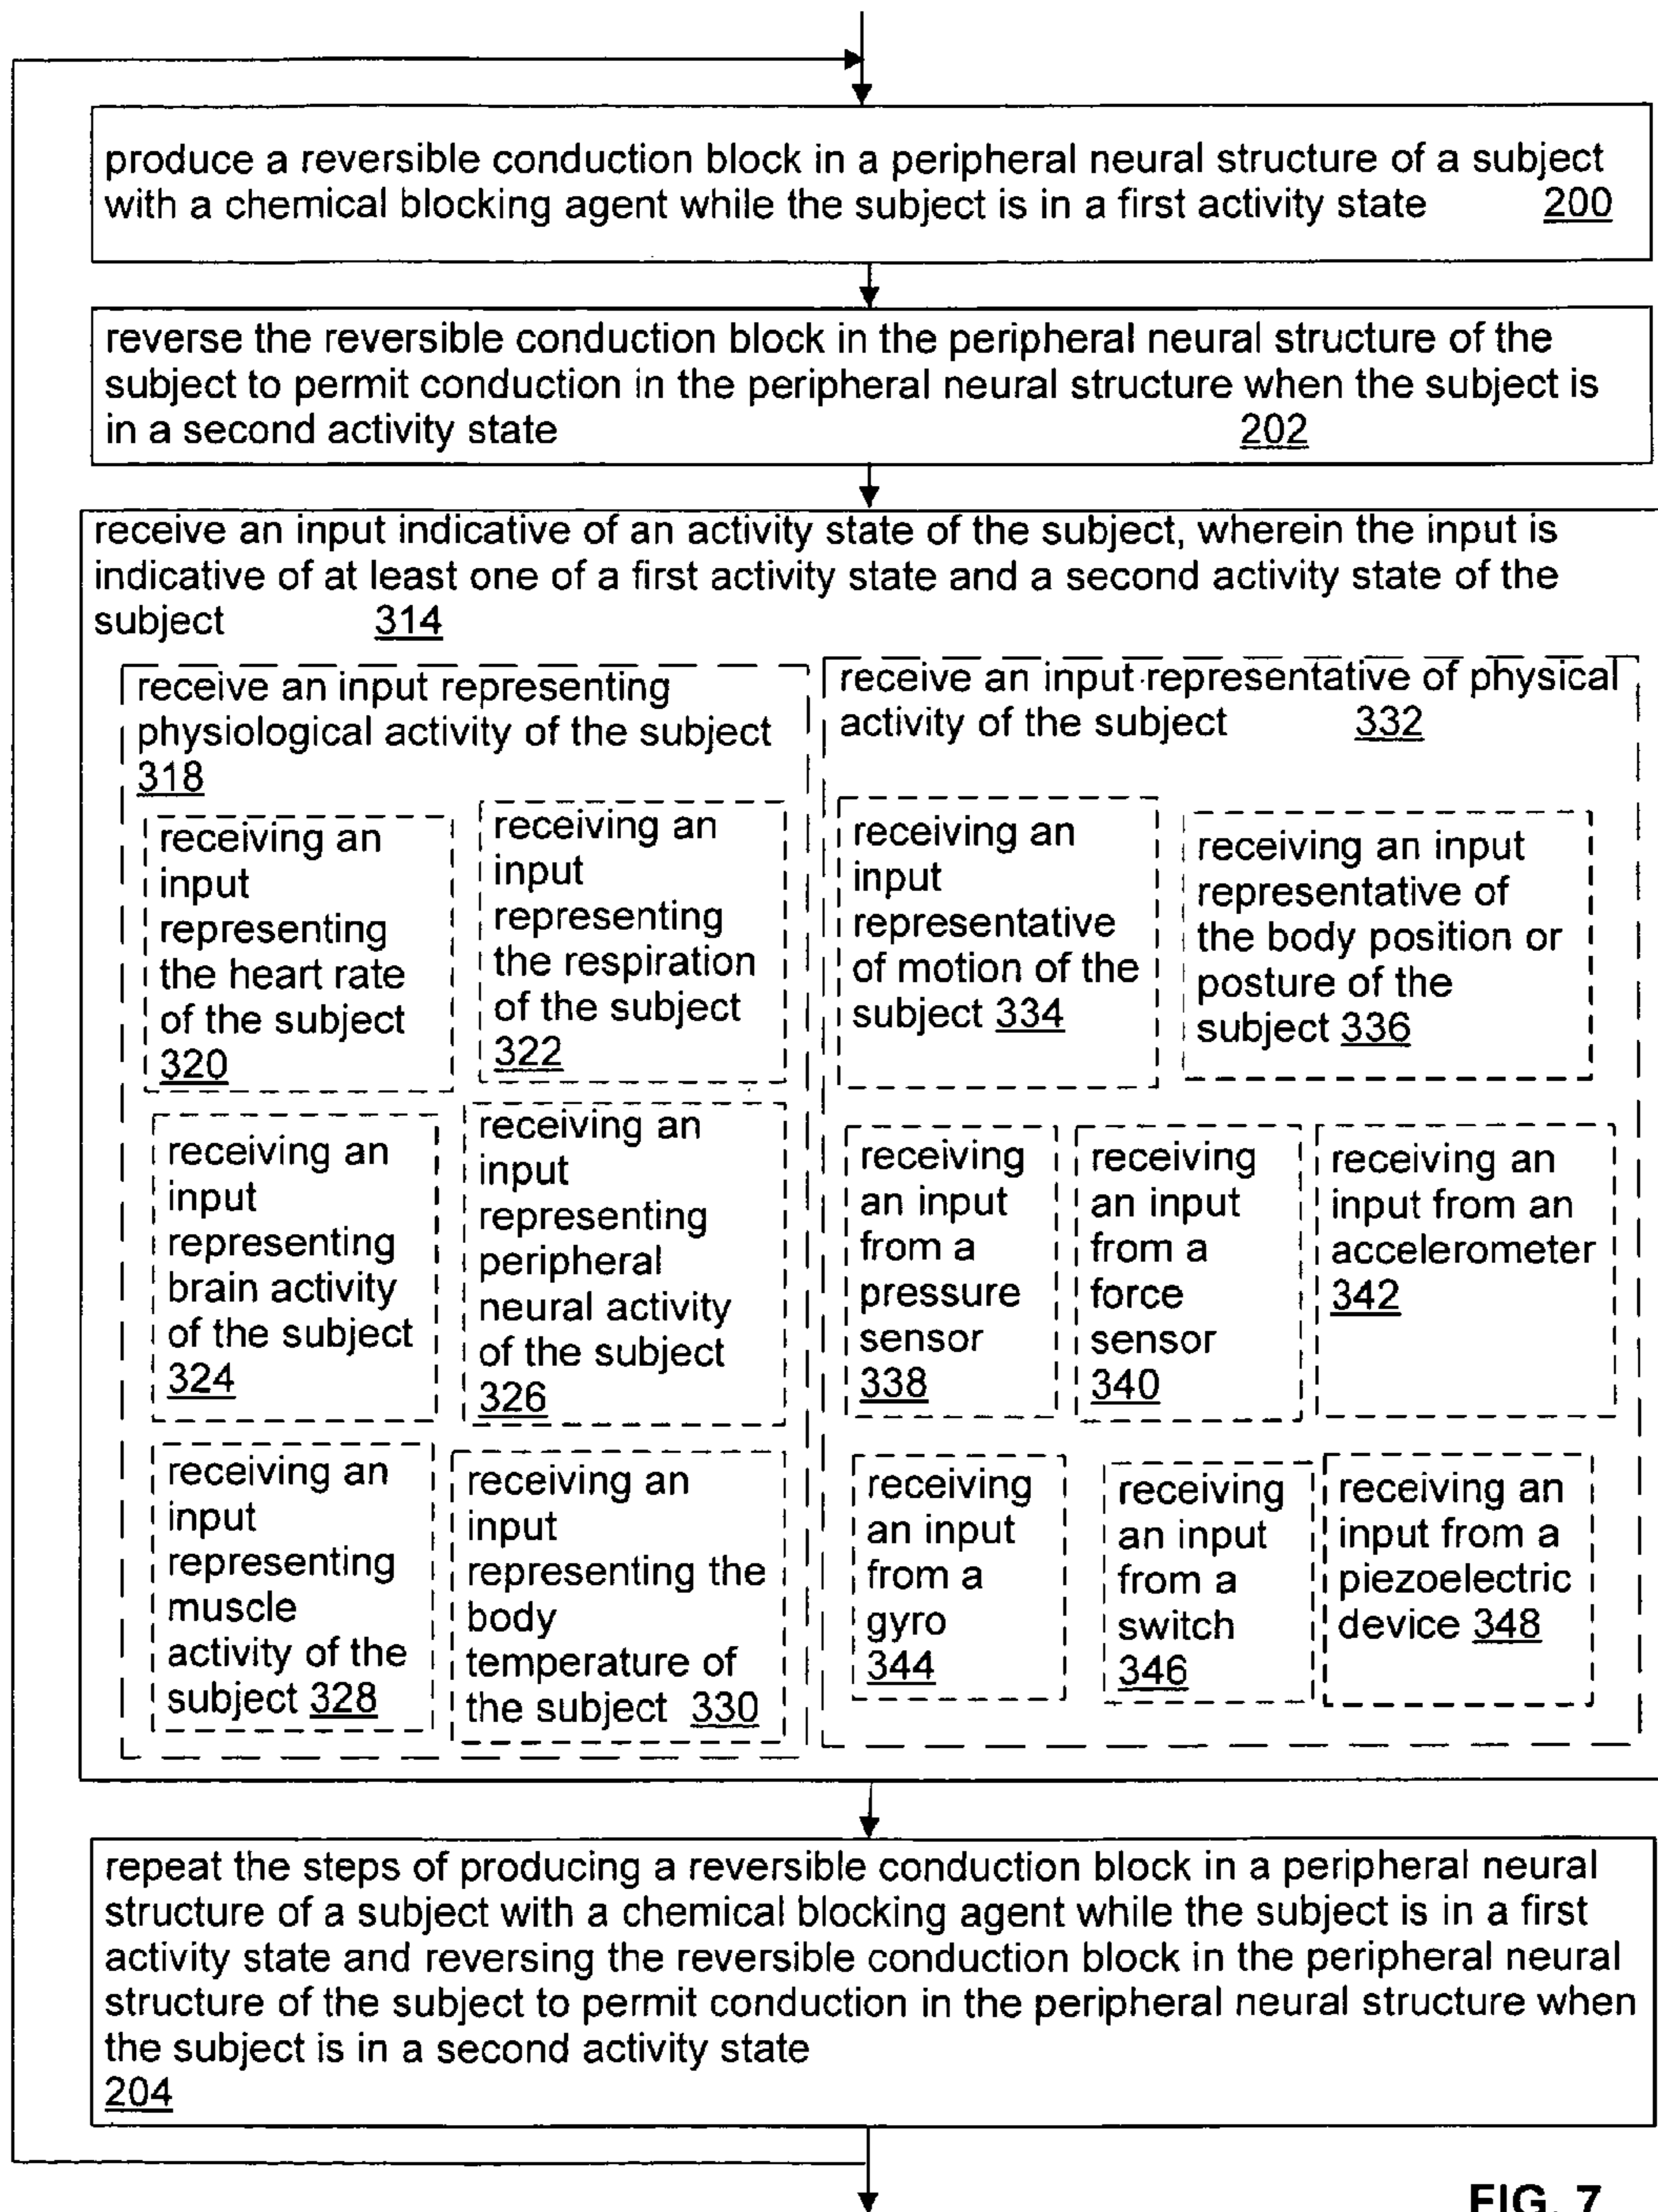 produce a reversible conduction block in a peripheral neural structure of a subject
with a chemical blocking agent while the subject is in a first activity state 200
reverse the reversible conduction block in the peripheral neural structure of the
subject to permit conduction in the peripheral neural structure when the subject is
in a second activity state 202
receive an input indicative of an activity state of the subject, wherein the input is
indicative of at least one of a first activity state and a second activity state of the
subject 314
receive an input representing
physiological activity of the subject
318
receiving an
input
representing
the heart rate
of the subject
320
receiving an
input
representing
the respiration
of the subject
322
receiving an
input
representing
brain activity
of the subject
324
receiving an
input
representing
peripheral
neural activity
of the subject
326
receiving an
input
representing
muscle
activity of the
subject 328
receiving an
input
representing the
body
temperature of
the subject 330
receive an input representative of physical
activity of the subject 332
receiving an
input
representative
of motion of the
subject 334
receiving an input
representative of
the body position or
posture of the
subject 336
receiving
an input
from a
pressure
sensor
338
receiving
an input
from a
force
sensor
340
receiving an
input from an
accelerometer
342
receiving
an input
from a
gyro
344
receiving
an input
from a
switch
346
receiving an
input from a
piezoelectric
device 348
repeat the steps of producing a reversible conduction block in a peripheral neural
structure of a subject with a chemical blocking agent while the subject is in a first
activity state and reversing the reversible conduction block in the peripheral neural
structure of the subject to permit conduction in the peripheral neural structure when
the subject is in a second activity state
204
FIG. 7